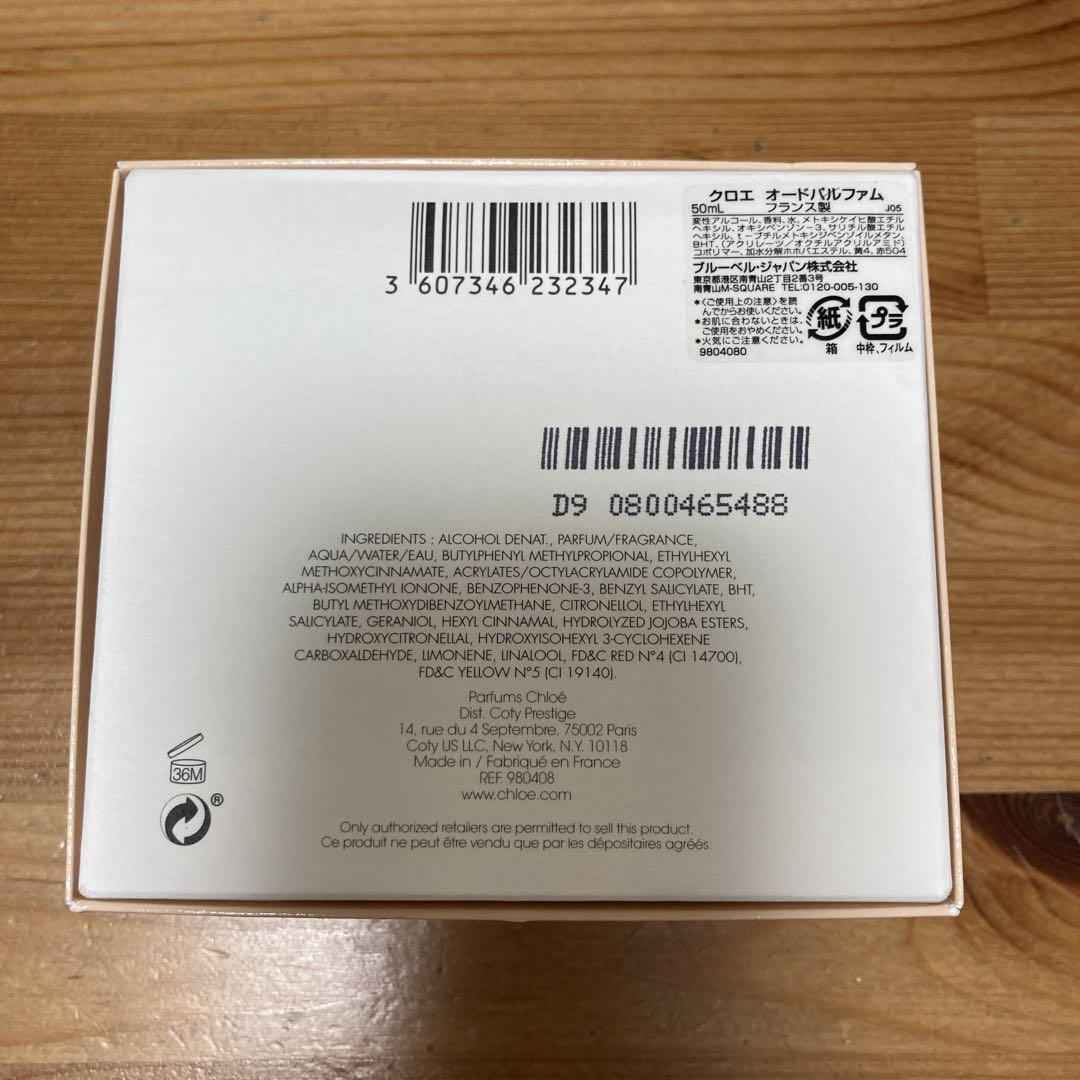 3 607346 232347
クロエ オードパルファム
50mL フランス製 J05
変性アルコール、香料、水、メトキシケイヒ酸エチル
ヘキシル、オキシベンゾン-3、サリチル酸エチル
ヘキシル、t-ブチルメトキシジベンゾイルメタン、
BHT、(アクリレーツ/オクチルアクリルアミド)
コポリマー、加水分解ホホバエステル、黄4、赤504
ブルーベル・ジャパン株式会社
東京都港区南青山2丁目2番3号
南青山M-SQUARE TEL:0120-005-130
*〈ご使用上の注意〉を読
んでからお使いください。
*お肌に合わないときは、
ご使用をおやめください。
*火気にご注意ください。
9804080
紙
箱
プラ
中枠、フィルム
D9 0800465488
INGREDIENTS : ALCOHOL DENAT., PARFUM/FRAGRANCE,
AQUA/WATER/EAU, BUTYLPHENYL METHYLPROPIONAL, ETHYLHEXYL
METHOXYCINNAMATE, ACRYLATES/OCTYLACRYLAMIDE COPOLYMER,
ALPHA-ISOMETHYL IONONE, BENZOPHENONE-3, BENZYL SALICYLATE, BHT,
BUTYL METHOXYDIBENZOYLMETHANE, CITRONELLOL, ETHYLHEXYL
SALICYLATE, GERANIOL, HEXYL CINNAMAL, HYDROLYZED JOJOBA ESTERS,
HYDROXYCITRONELLAL, HYDROXYISOHEXYL 3-CYCLOHEXENE
CARBOXALDEHYDE, LIMONENE, LINALOOL, FD&C RED N°4 (CI 14700),
FD&C YELLOW N°5 (CI 19140).
Parfums Chloé
Dist. Coty Prestige
14, rue du 4 Septembre, 75002 Paris
Coty US LLC, New York, N.Y. 10118
Made in / Fabriqué en France
REF. 980408
www.chloe.com
36M
®
Only authorized retailers are permitted to sell this product.
Ce produit ne peut être vendu que par les dépositaires agréés.